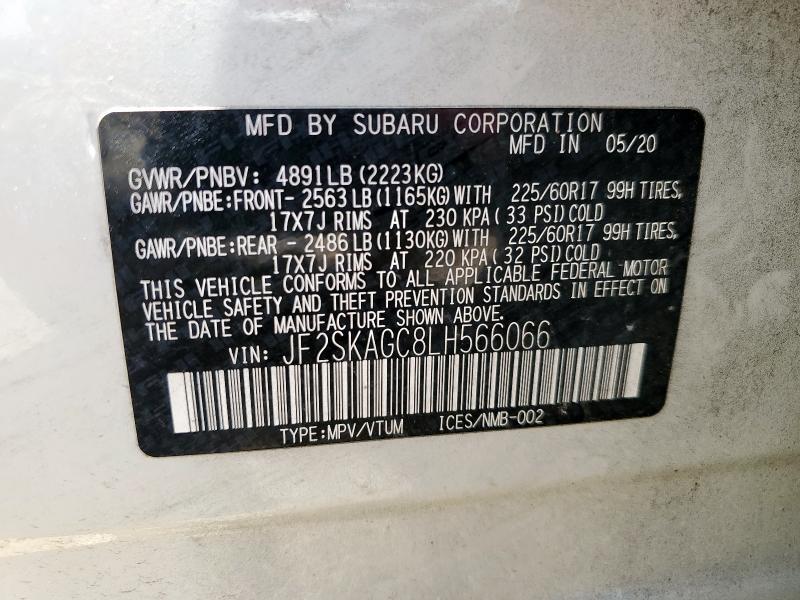 MFD BY SUBARU CORPORATION
MFD IN 05/20
GVWR/PNBV: 4891LB (2223KG)
GAWR/PNBE:FRONT- 2563 LB (1165KG) WITH 225/60R17 99H TIRES,
17X7J RIMS AT 230 KPA (33 PSI) COLD
GAWR/PNBE:REAR - 2486 LB (1130KG) WITH 225/60R17 99H TIRES,
17X7J RIMS AT 220 KPA (32 PSI) COLD
THIS VEHICLE CONFORMS TO ALL APPLICABLE FEDERAL MOTOR
VEHICLE SAFETY AND THEFT PREVENTION STANDARDS IN EFFECT ON
THE DATE OF MANUFACTURE SHOWN ABOVE.
VIN: JF2SKAGC8LH566066
TYPE:MPV/VTUM ICES/NMB-002